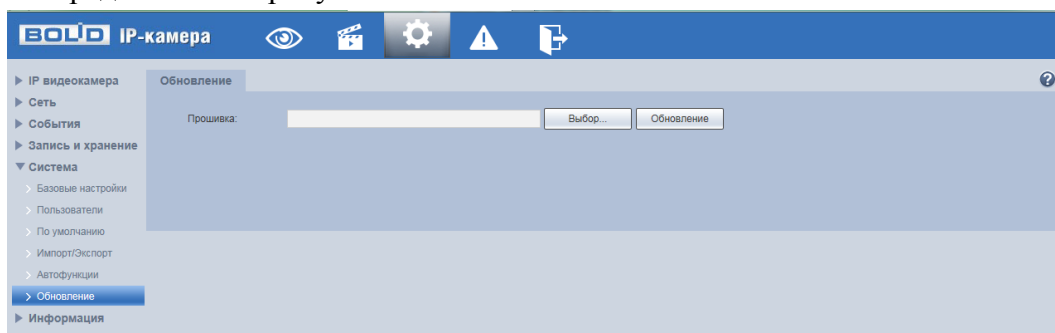 BOLID IP-камера
IP видеокамера
Сеть
События
Запись и хранение
Система
Базовые настройки
Пользователи
По умолчанию
Импорт/Экспорт
Автофункции
Обновление
Информация
Обновление
Прошивка:
Выбор...
Обновление